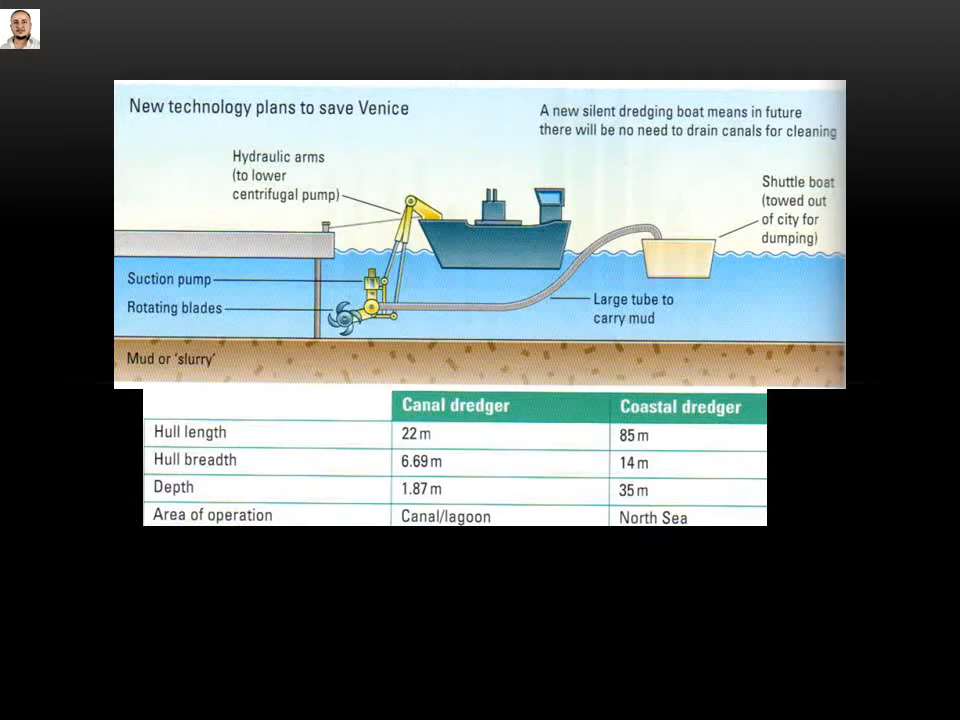 New technology plans to save Venice
A new silent dredging boat means in future
there will be no need to drain canals for cleaning
Hydraulic arms
(to lower
centrifugal pump)
Shuttle boat
(towed out
of city for
dumping)
Suction pump
Rotating blades
Large tube to
carry mud
Mud or ‘slurry’
Canal dredger Coastal dredger
Hull length 22 m 85 m
Hull breadth 6.69 m 14 m
Depth 1.87 m 35 m
Area of operation Canal/lagoon North Sea